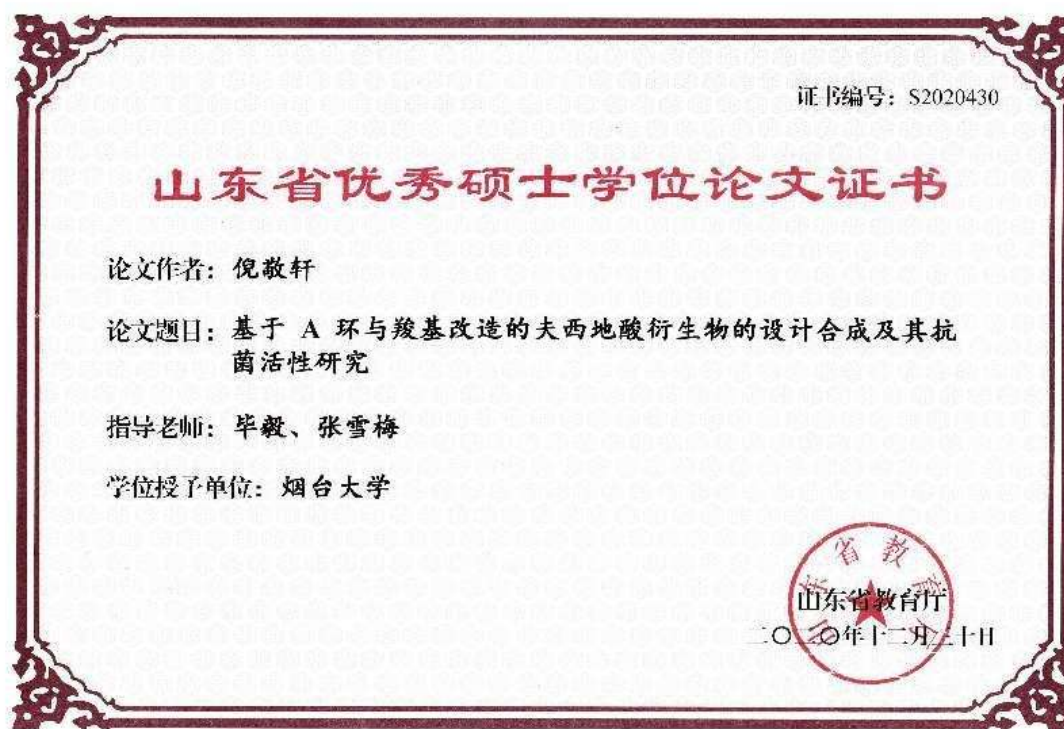 证书编号：S2020430
山东省优秀硕士学位论文证书
论文作者：倪敬轩
论文题目：基于 A 环与羧基改造的夫西地酸衍生物的设计合成及其抗
菌活性研究
指导老师：毕毅、张雪梅
学位授予单位：烟台大学
山东省教育厅
二〇二〇年十二月三十日